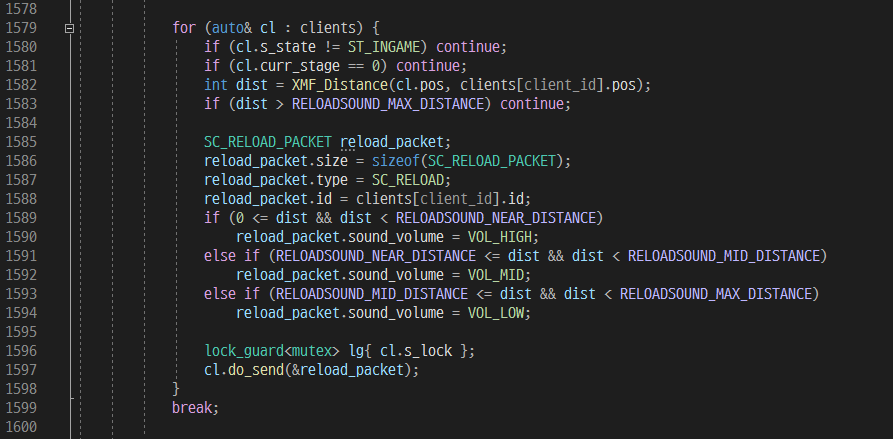 1578
1579 for (auto& cl : clients) {
1580 if (cl.s_state != ST_INGAME) continue;
1581 if (cl.curr_stage == 0) continue;
1582 int dist = XMF_Distance(cl.pos, clients[client_id].pos);
1583 if (dist > RELOADSOUND_MAX_DISTANCE) continue;
1584
1585 SC_RELOAD_PACKET reload_packet;
1586 reload_packet.size = sizeof(SC_RELOAD_PACKET);
1587 reload_packet.type = SC_RELOAD;
1588 reload_packet.id = clients[client_id].id;
1589 if (0 <= dist && dist < RELOADSOUND_NEAR_DISTANCE)
1590 reload_packet.sound_volume = VOL_HIGH;
1591 else if (RELOADSOUND_NEAR_DISTANCE <= dist && dist < RELOADSOUND_MID_DISTANCE)
1592 reload_packet.sound_volume = VOL_MID;
1593 else if (RELOADSOUND_MID_DISTANCE <= dist && dist < RELOADSOUND_MAX_DISTANCE)
1594 reload_packet.sound_volume = VOL_LOW;
1595
1596 lock_guard<mutex> lg{ cl.s_lock };
1597 cl.do_send(&reload_packet);
1598 }
1599 break;
1600